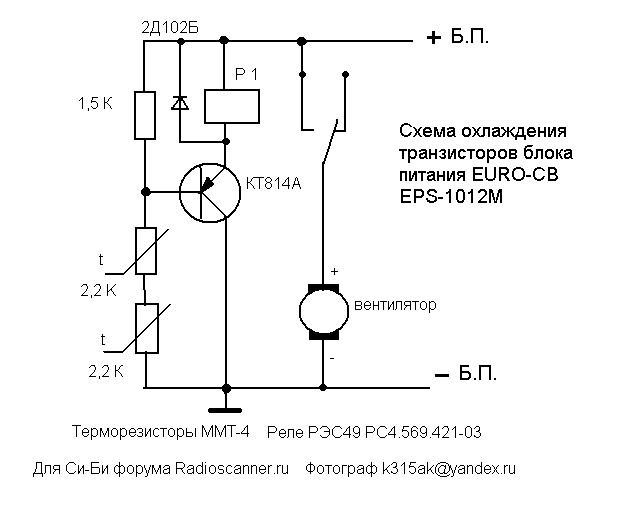 2Д102Б
+ Б.П.
Р 1
1,5 К
Схема охлаждения
транзисторов блока
питания EURO-CB
EPS-1012M
КТ814А
t
2,2 К
+
вентилятор
t
2,2 К
-
− Б.П.
Терморезисторы ММТ-4 Реле РЭС49 РС4.569.421-03
Для Си-Би форума Radioscanner.ru Фотограф k315ak@yandex.ru